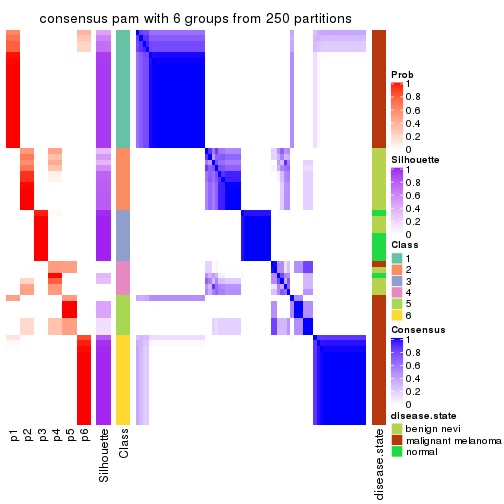 consensus pam with 6 groups from 250 partitions
Prob
1
0.8
0.6
0.4
0.2
0
Silhouette
1
0.8
0.6
0.4
0.2
0
Class
1
2
3
4
5
6
Consensus
1
0.8
0.6
0.4
0.2
0
disease.state
benign nevi
malignant melanoma
normal
p1
p2
p3
p4
p5
p6
Silhouette
Class
disease.state